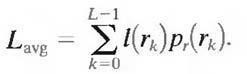 L_avg = \sum_{k=0}^{L-1} l(r_k) p_r(r_k).